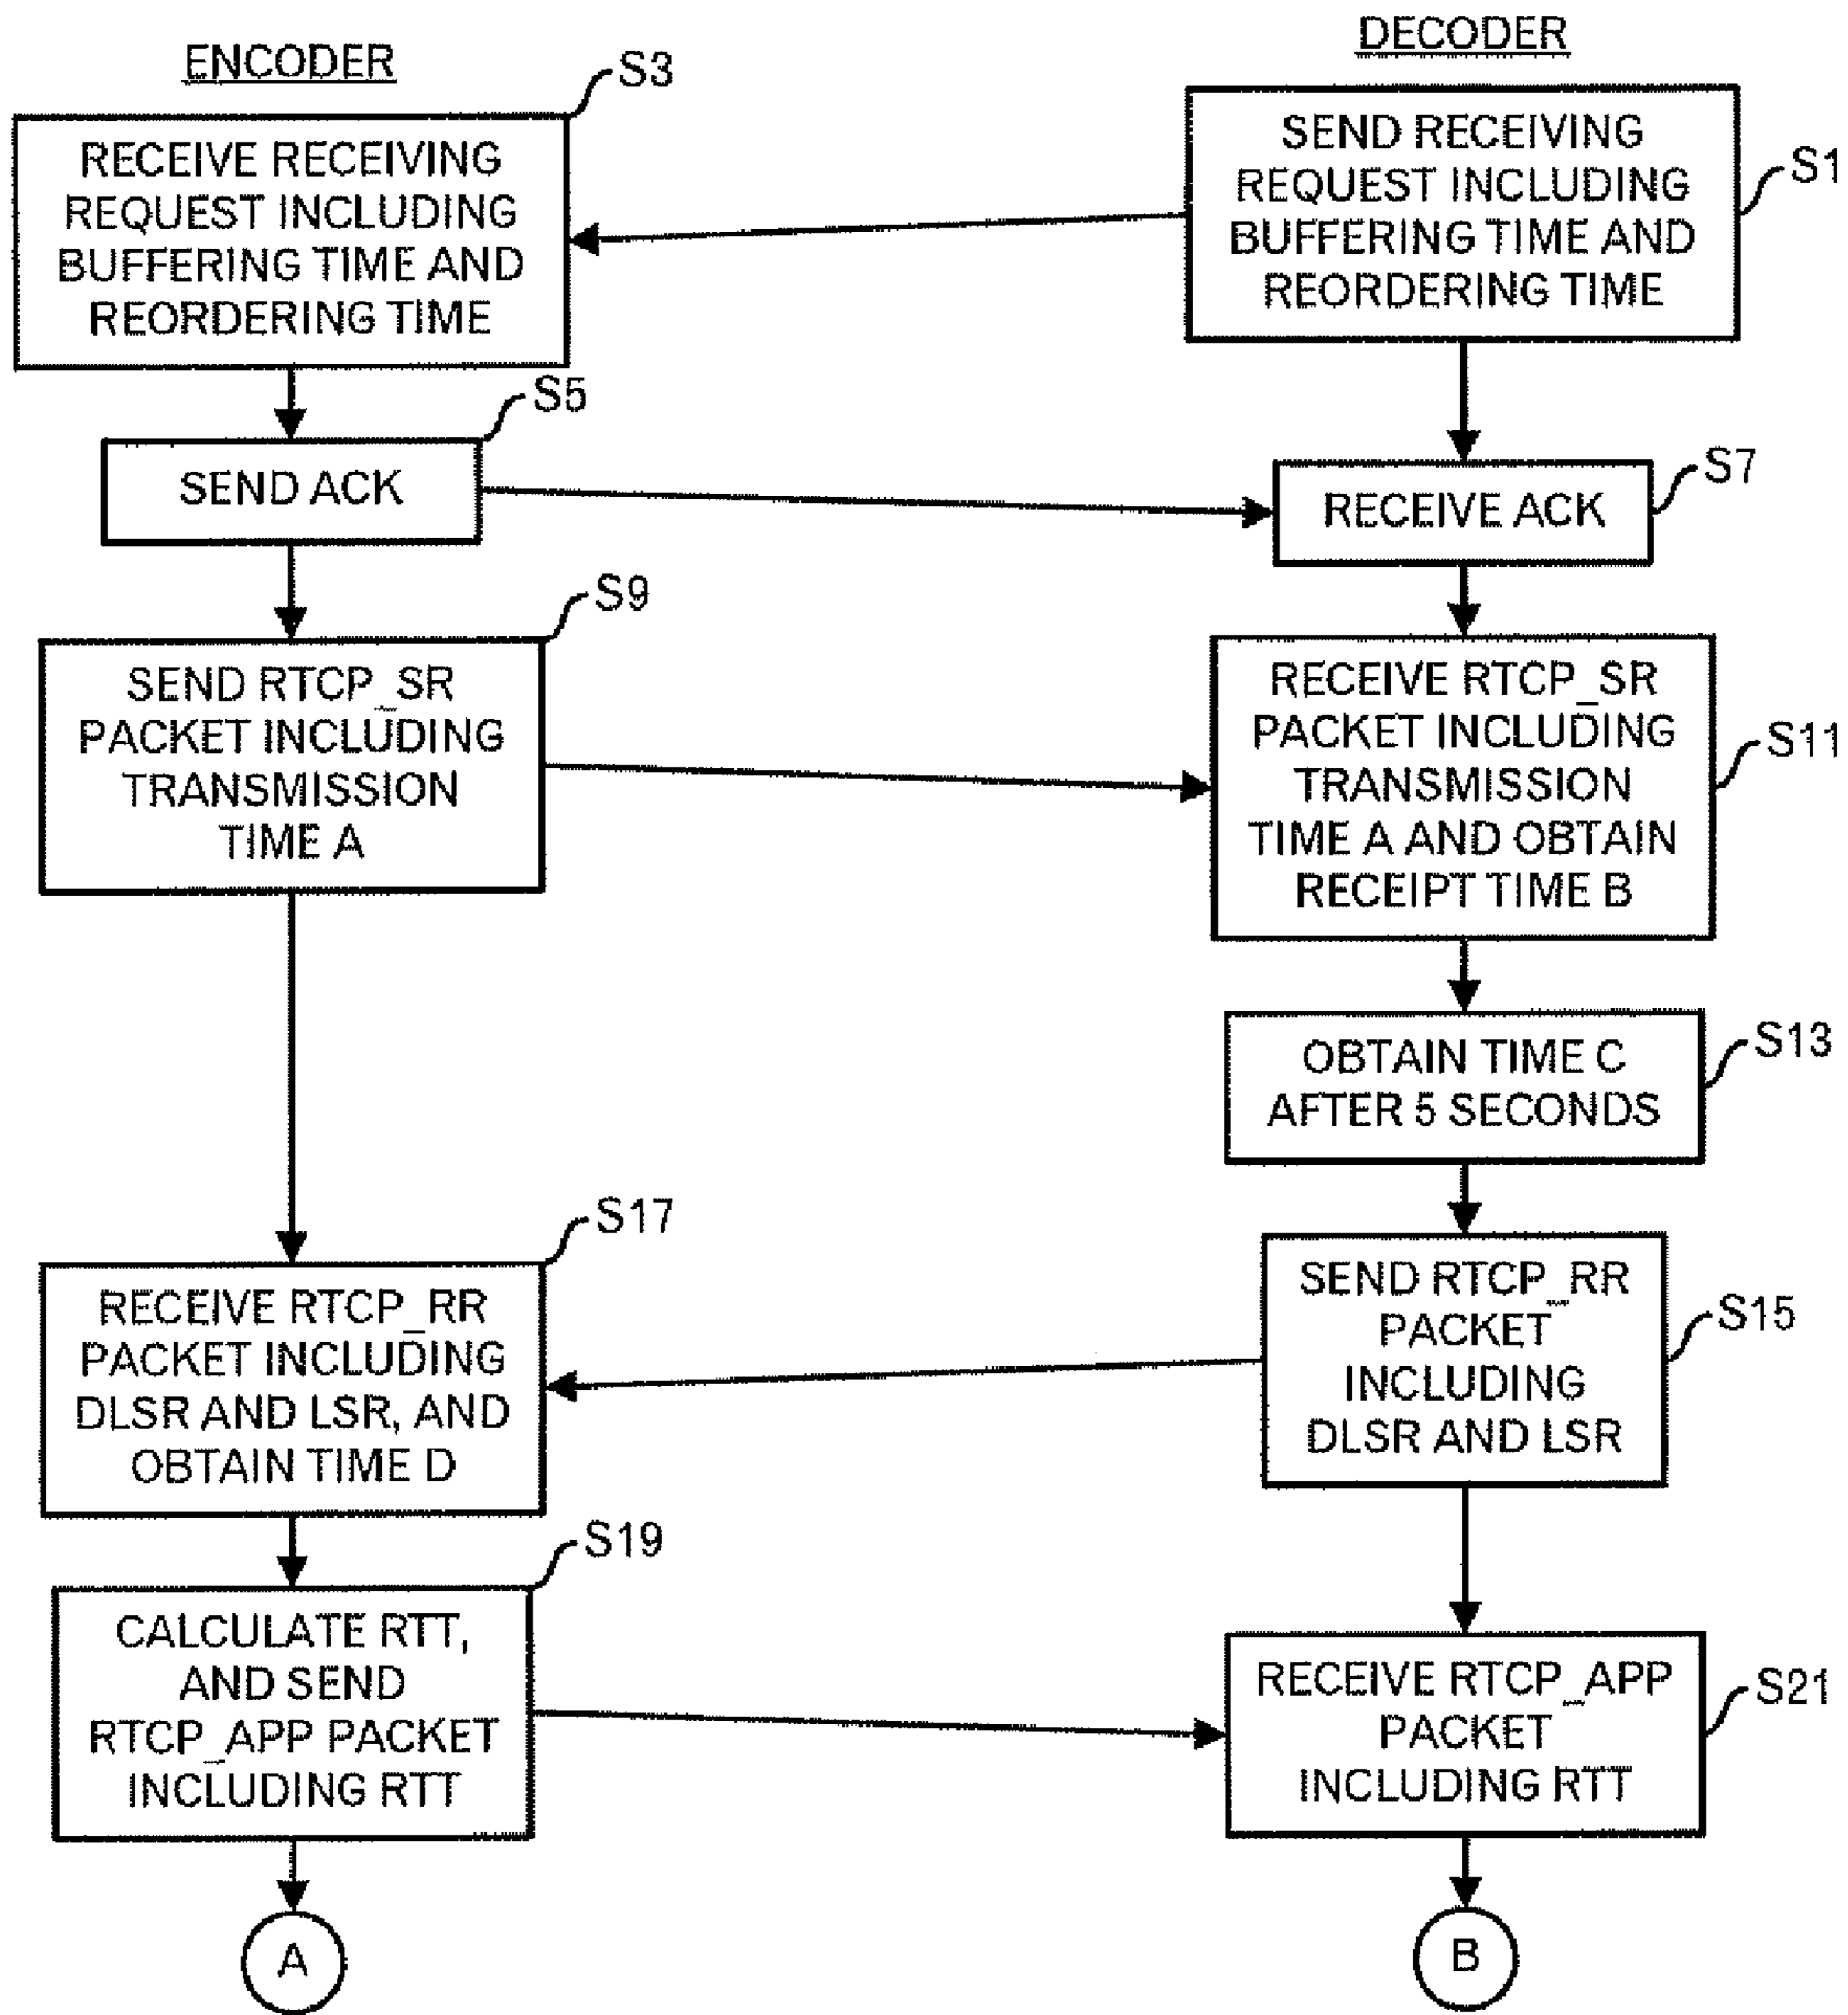 ENCODER
DECODER
S3
RECEIVE RECEIVING
REQUEST INCLUDING
BUFFERING TIME AND
REORDERING TIME
SEND RECEIVING
REQUEST INCLUDING
BUFFERING TIME AND
REORDERING TIME
S1
S5
SEND ACK
S7
RECEIVE ACK
S9
SEND RTCP_SR
PACKET INCLUDING
TRANSMISSION
TIME A
RECEIVE RTCP_SR
PACKET INCLUDING
TRANSMISSION
TIME A AND OBTAIN
RECEIPT TIME B
S11
OBTAIN TIME C
AFTER 5 SECONDS
S13
S17
RECEIVE RTCP_RR
PACKET INCLUDING
DLSR AND LSR, AND
OBTAIN TIME D
SEND RTCP_RR
PACKET
INCLUDING
DLSR AND LSR
S15
S19
CALCULATE RTT,
AND SEND
RTCP_APP PACKET
INCLUDING RTT
RECEIVE RTCP_APP
PACKET
INCLUDING RTT
S21
A
B